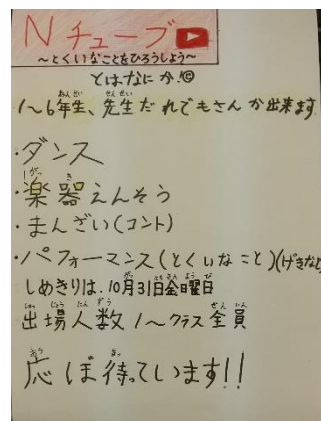 Nチューブ
〜とくいなことをひろうしよう〜
とはなにか!
1〜6年生、先生だれでもさんか出来ます
・ダンス
・楽器えんそう
・まんざい(コント)
・パフォーマンス(とくいなこと)(げきなど)
しめきりは、10月31日金曜日
出場人数1〜クラス全員
応ぼ待っています!!